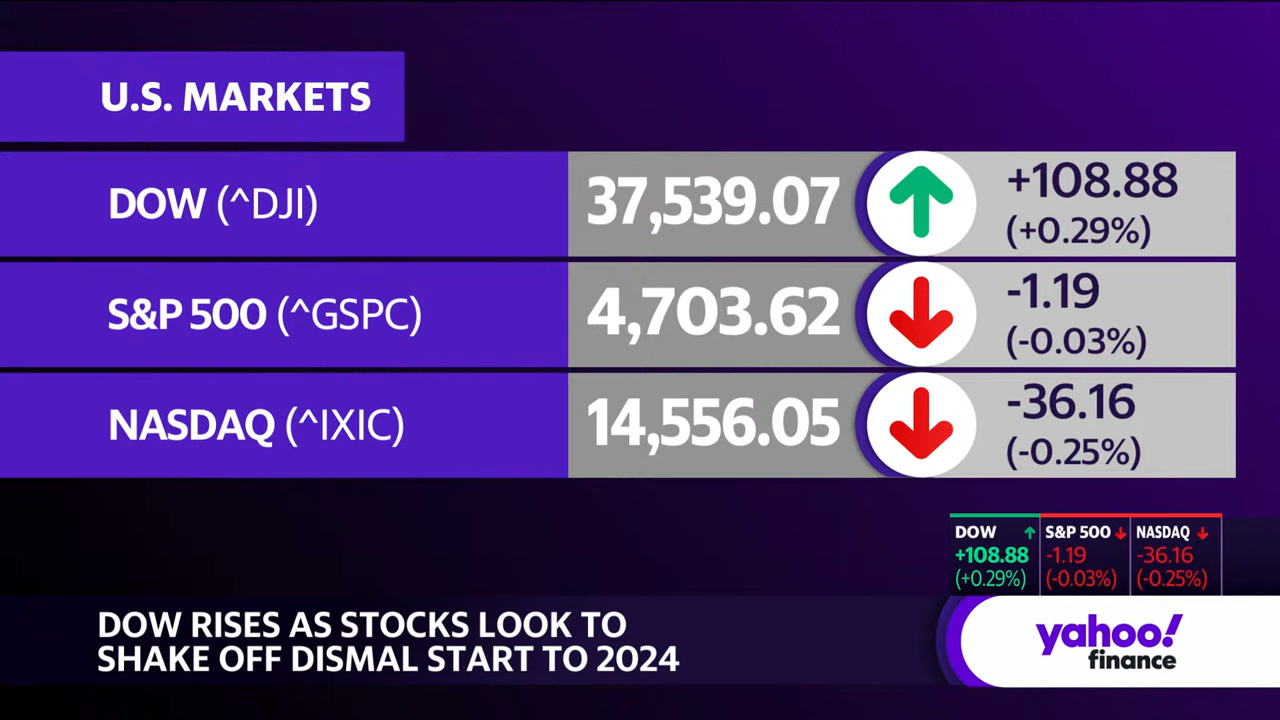 U.S. MARKETS
DOW (^DJI) 37,539.07 +108.88
(+0.29%)
S&P 500 (^GSPC) 4,703.62 -1.19
(-0.03%)
NASDAQ (^IXIC) 14,556.05 -36.16
(-0.25%)
DOW S&P 500 NASDAQ
+108.88 -1.19 -36.16
(+0.29%) (-0.03%) (-0.25%)
DOW RISES AS STOCKS LOOK TO
SHAKE OFF DISMAL START TO 2024
yahoo!
finance